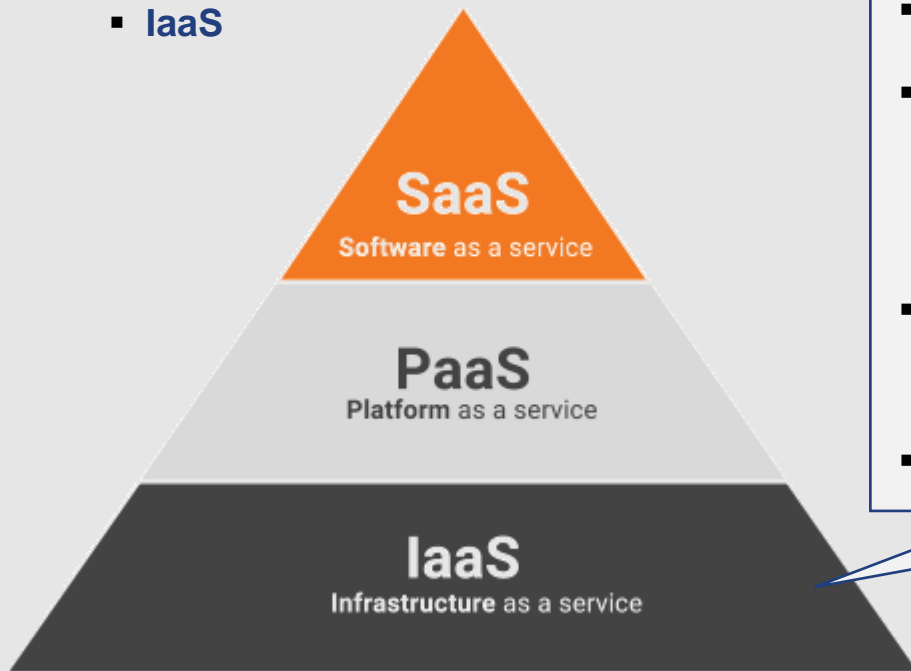 ▪ IaaS
SaaS
Software as a service
PaaS
Platform as a service
IaaS
Infrastructure as a service